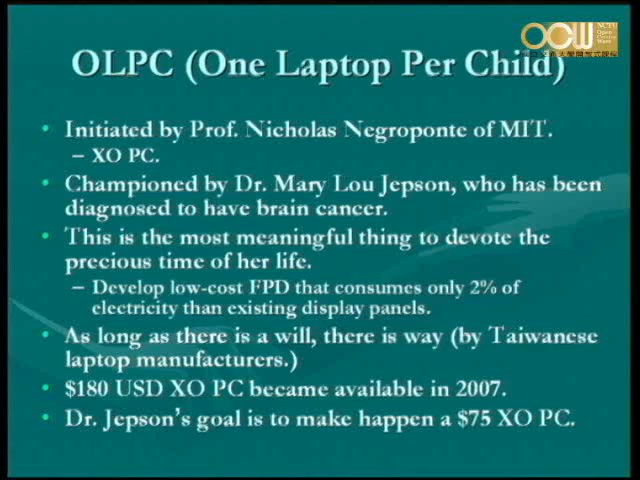 OCW
NCTU
Open
Course
Ware
OLPC (One Laptop Per Child)
• Initiated by Prof. Nicholas Negroponte of MIT.
– XO PC.
• Championed by Dr. Mary Lou Jepson, who has been
diagnosed to have brain cancer.
• This is the most meaningful thing to devote the
precious time of her life.
– Develop low-cost FPD that consumes only 2% of
electricity than existing display panels.
• As long as there is a will, there is way (by Taiwanese
laptop manufacturers.)
• $180 USD XO PC became available in 2007.
• Dr. Jepson's goal is to make happen a $75 XO PC.